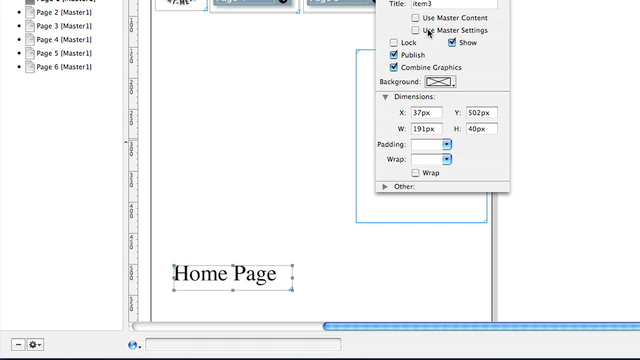 Page 2 [Master1]
Page 3 [Master1]
Page 4 [Master1]
Page 5 [Master1]
Page 6 [Master1]
Title: item3
Use Master Content
Use Master Settings
Lock
Show
Publish
Combine Graphics
Background:
Dimensions:
X: 37px Y: 502px
W: 191px H: 40px
Padding:
Wrap:
Wrap
Other:
Home Page